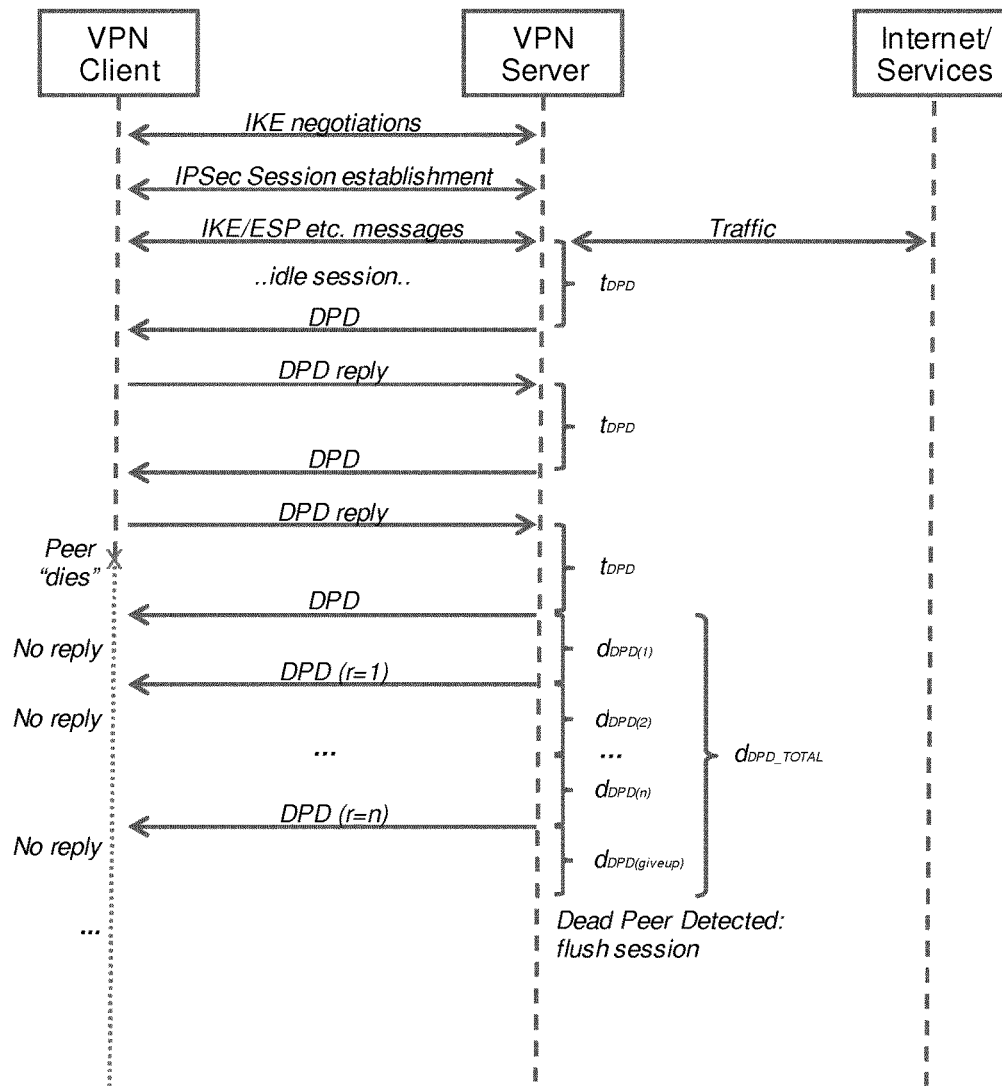 VPN
Client
VPN
Server
Internet/
Services
IKE negotiations
IPSec Session establishment
IKE/ESP etc. messages
Traffic
..idle session..
tDPD
DPD
DPD reply
tDPD
DPD
DPD reply
Peer
“dies”
tDPD
DPD
No reply
dDPD(1)
DPD (r=1)
No reply
dDPD(2)
...
...
dDPD_TOTAL
dDPD(n)
DPD (r=n)
No reply
dDPD(giveup)
...
Dead Peer Detected:
flush session